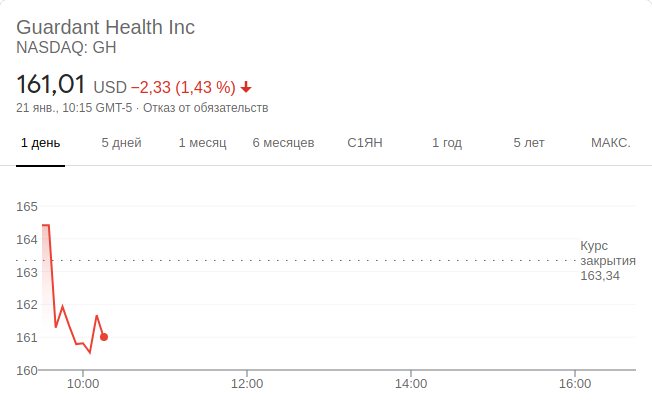 Guardant Health Inc
NASDAQ: GH
161,01 USD −2,33 (1,43 %)
21 янв., 10:15 GMT-5 · Отказ от обязательств
1 день 5 дней 1 месяц 6 месяцев С1ЯН 1 год 5 лет МАКС.
165
164
Курс
закрытия
163,34
163
162
161
160
10:00 12:00 14:00 16:00